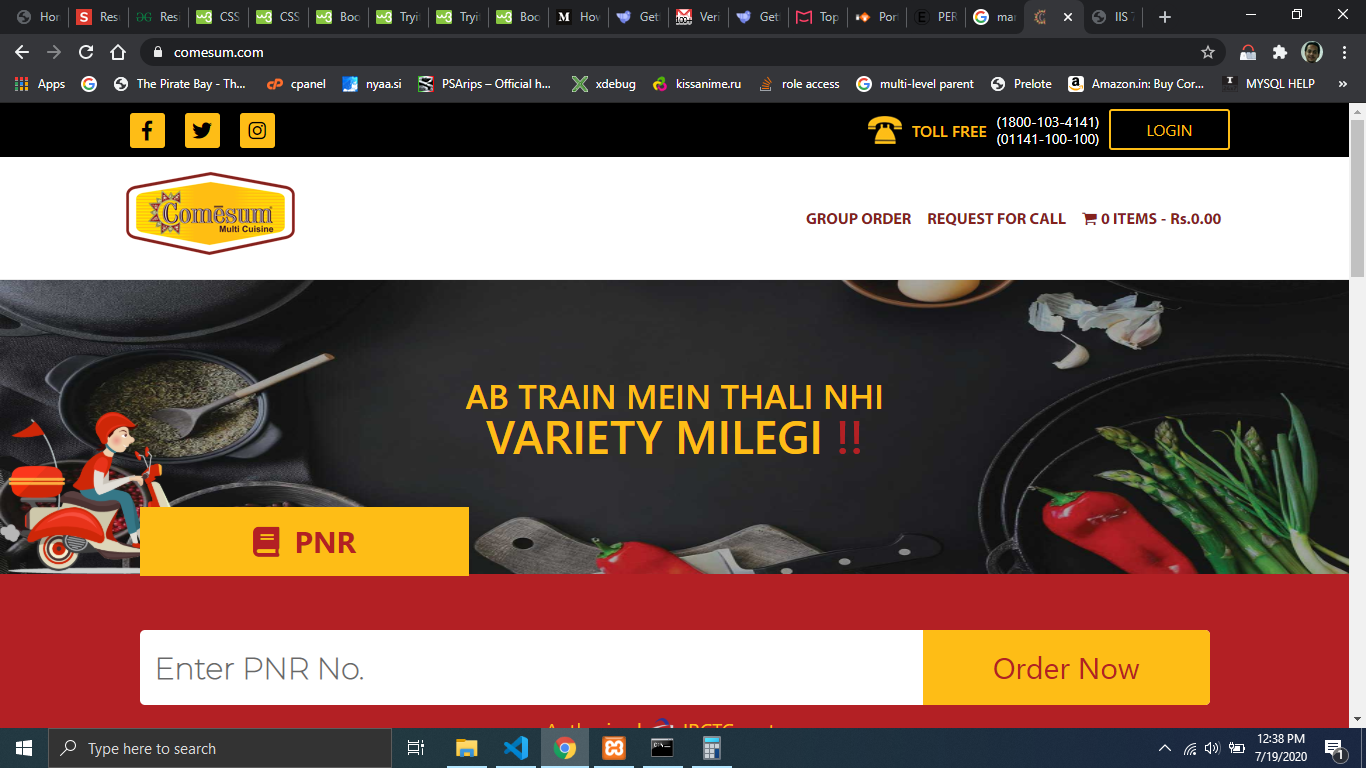 Hor
Res
Res
CSS
CSS
Boo
Tryi
Tryi
Boo
How
Get
Veri
Get
Top
Por
PER
mar
IIS 7
comesum.com
Apps
The Pirate Bay - Th...
cpanel
nyaa.si
PSArips – Official h...
xdebug
kissanime.ru
role access
multi-level parent
Prelote
Amazon.in: Buy Cor...
MYSQL HELP
TOLL FREE
(1800-103-4141)
(01141-100-100)
LOGIN
Comēsum
Multi Cuisine
GROUP ORDER
REQUEST FOR CALL
0 ITEMS - Rs.0.00
AB TRAIN MEIN THALI NHI
VARIETY MILEGI !!
PNR
Enter PNR No.
Order Now
Type here to search
12:38 PM
7/19/2020
1